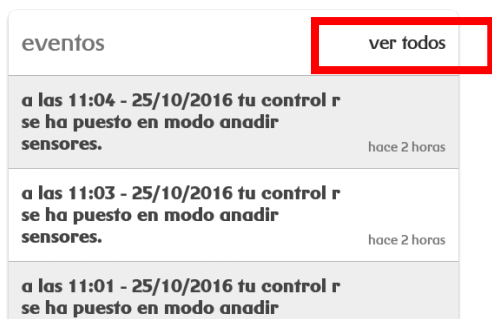 eventos
ver todos
a las 11:04 - 25/10/2016 tu control r
se ha puesto en modo anadir
sensores.
hace 2 horas
a las 11:03 - 25/10/2016 tu control r
se ha puesto en modo anadir
sensores.
hace 2 horas
a las 11:01 - 25/10/2016 tu control r
se ha puesto en modo anadir